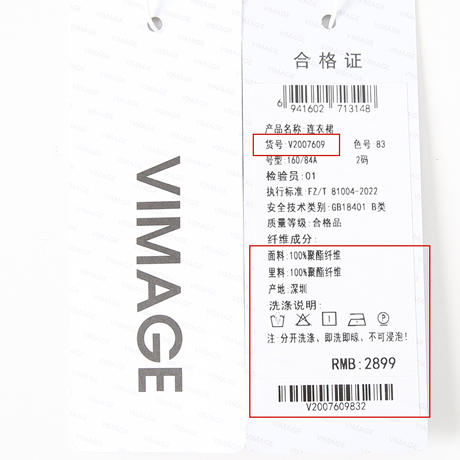 VIMAGE
合格证
6 941602 713148
产品名称:连衣裙
货号:V2007609 色号 83
号型:160/84A 2码
检验员:01
执行标准:FZ/T 81004-2022
安全技术类别:GB18401 B类
质量等级:合格品
纤维成分:
面料:100%聚酯纤维
里料:100%聚酯纤维
产地:深圳
洗涤说明:
注:分开洗涤、即洗即晾、不可浸泡!
RMB:2899
V2007609832